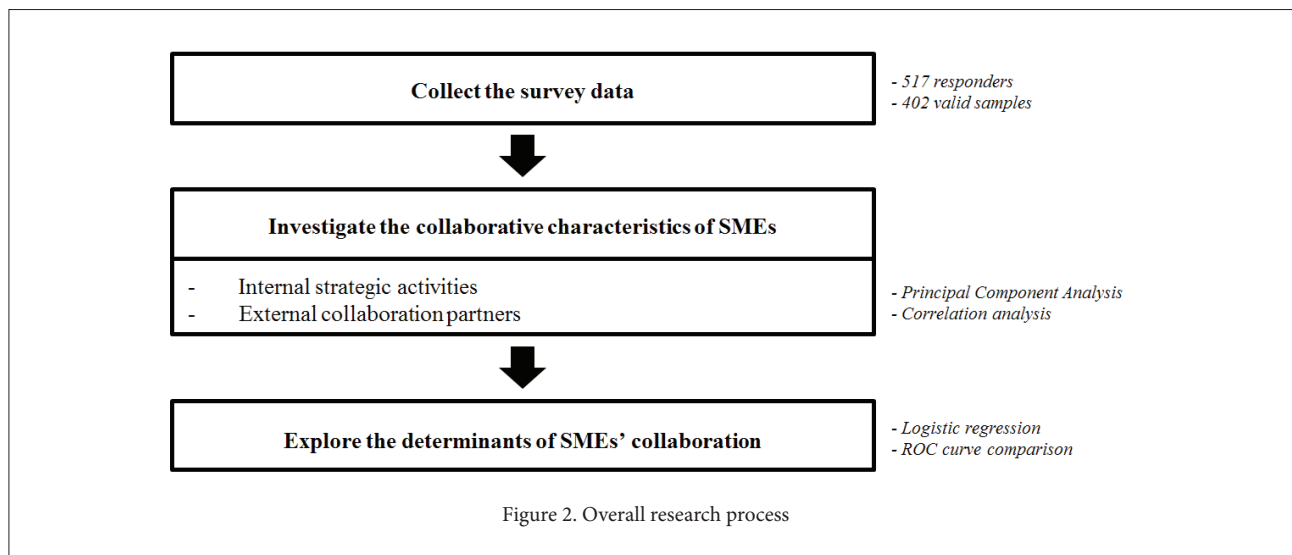 Collect the survey data
- 517 responders
- 402 valid samples
Investigate the collaborative characteristics of SMEs
- Internal strategic activities
- External collaboration partners
- Principal Component Analysis
- Correlation analysis
Explore the determinants of SMEs’ collaboration
- Logistic regression
- ROC curve comparison
Figure 2. Overall research process